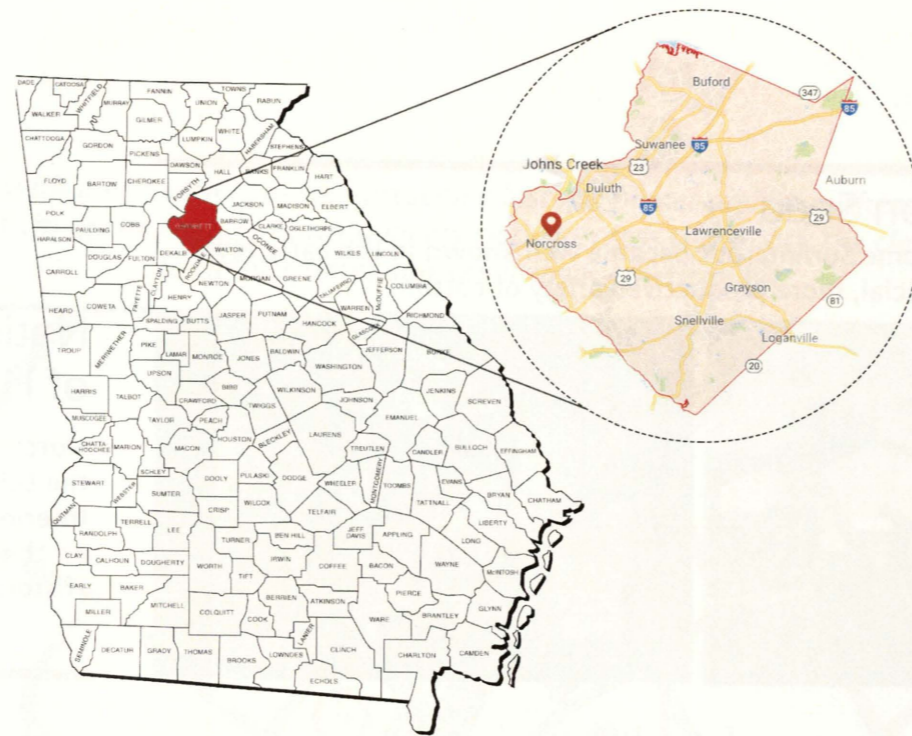 DADE
CATOOSA
WHITFIELD
MURRAY
FANNIN
UNION
TOWNS
RABUN
WALKER
GILMER
LUMPKIN
WHITE
HABERSHAM
STEPHENS
CHATTOOGA
GORDON
PICKENS
DAWSON
HALL
BANKS
FRANKLIN
HART
FLOYD
BARTOW
CHEROKEE
FORSYTH
JACKSON
MADISON
ELBERT
POLK
PAULDING
COBB
BARROW
CLARKE
OGLETHORPE
HARALSON
DOUGLAS
FULTON
DEKALB
WALTON
OCONEE
WILKES
LINCOLN
CARROLL
CLAYTON
ROCKDALE
NEWTON
MORGAN
GREENE
TALIAFERRO
McDUFFIE
COLUMBIA
HEARD
COWETA
FAYETTE
HENRY
SPALDING
BUTTS
JASPER
PUTNAM
HANCOCK
WARREN
GLASCOCK
RICHMOND
TROUP
MERIWETHER
PIKE
LAMAR
MONROE
JONES
BALDWIN
WASHINGTON
JEFFERSON
BURKE
UPSON
HARRIS
TALBOT
CRAWFORD
BIBB
TWIGGS
WILKINSON
JOHNSON
JENKINS
SCREVEN
MUSCOGEE
TAYLOR
PEACH
EMANUEL
CHATTA
HOOCHEE
MARION
MACON
HOUSTON
BLECKLEY
LAURENS
TREUTLEN
CANDLER
BULLOCH
EFFINGHAM
STEWART
WEBSTER
SCHLEY
SUMTER
DOOLY
PULASKI
DODGE
WHEELER
MONTGOMERY
TOOMBS
EVANS
TATTNALL
BRYAN
CHATHAM
QUITMAN
TERRELL
LEE
CRISP
WILCOX
TELFAIR
RANDOLPH
TURNER
BEN HILL
JEFF
DAVIS
APPLING
LONG
LIBERTY
CLAY
CALHOUN
DOUGHERTY
WORTH
TIFT
IRWIN
COFFEE
BACON
WAYNE
McINTOSH
EARLY
BAKER
MILLER
MITCHELL
COLQUITT
COOK
BERRIEN
ATKINSON
PIERCE
WARE
BRANTLEY
GLYNN
SEMINOLE
DECATUR
GRADY
THOMAS
BROOKS
LOWNDES
LANIER
ECHOLS
CLINCH
CHARLTON
CAMDEN
Buford
347
85
Suwanee
85
Johns Creek
23
Duluth
85
Auburn
29
Norcross
Lawrenceville
29
Grayson
81
Snellville
Loganville
20